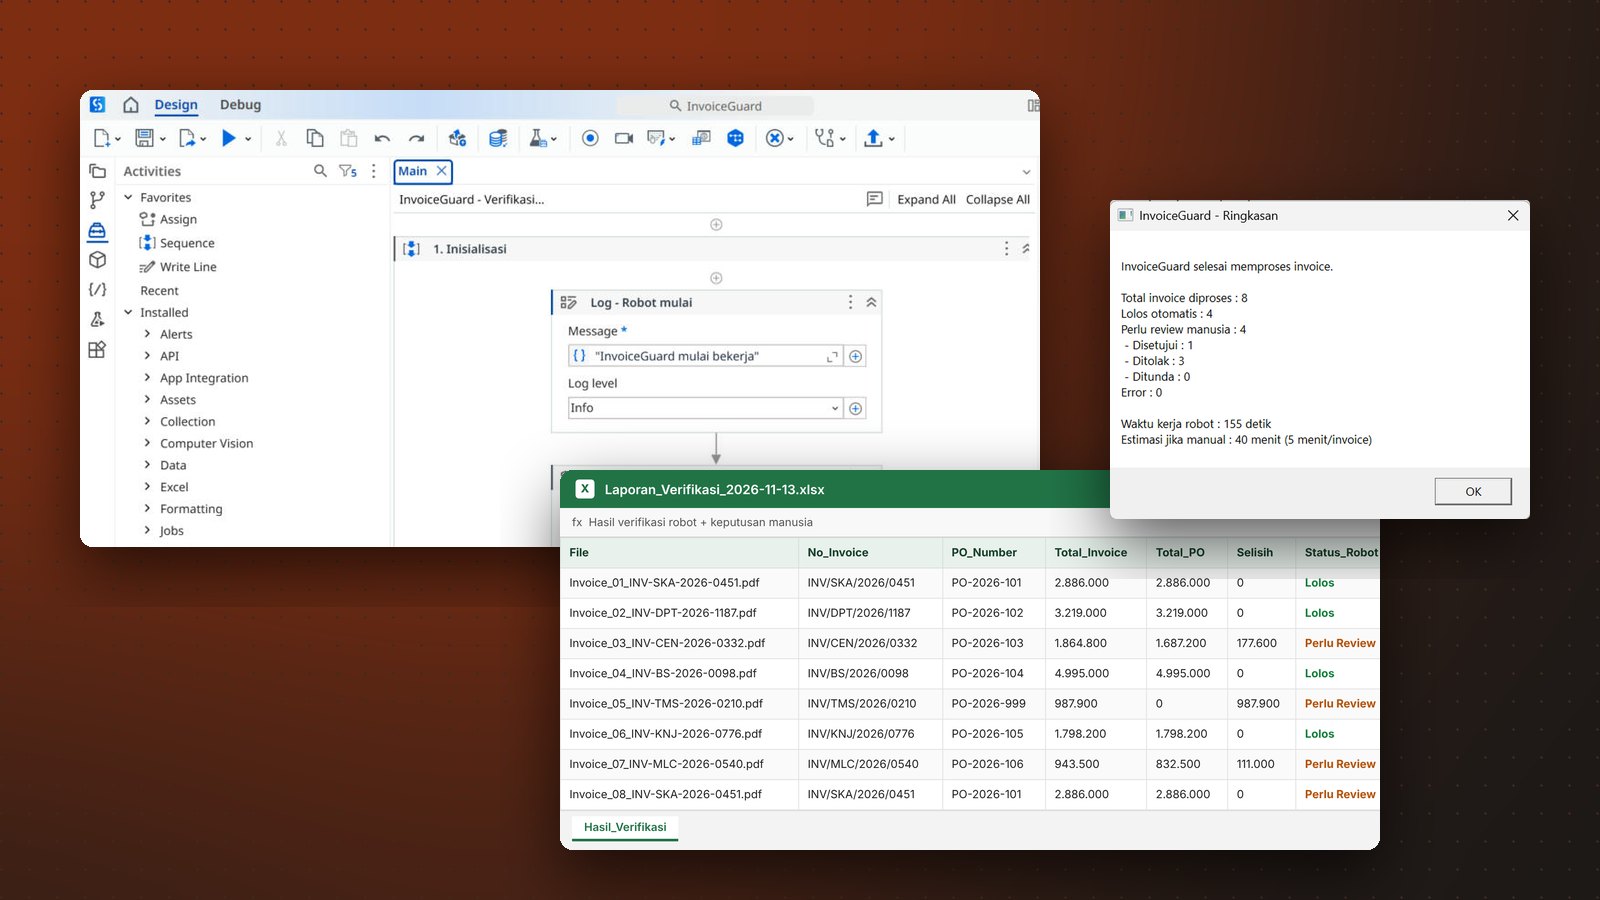 Design Debug InvoiceGuard
Activities
5
Main
Favorites
Assign
Sequence
Write Line
Recent
Installed
Alerts
API
App Integration
Assets
Collection
Computer Vision
Data
Excel
Formatting
Jobs
InvoiceGuard - Verifikasi...
Expand All Collapse All
1. Inisialisasi
Log - Robot mulai
Message *
"InvoiceGuard mulai bekerja"
Log level
Info
InvoiceGuard - Ringkasan
InvoiceGuard selesai memproses invoice.
Total invoice diproses : 8
Lolos otomatis : 4
Perlu review manusia : 4
- Disetujui : 1
- Ditolak : 3
- Ditunda : 0
Error : 0
Waktu kerja robot : 155 detik
Estimasi jika manual : 40 menit (5 menit/invoice)
OK
X Laporan_Verifikasi_2026-11-13.xlsx
fx Hasil verifikasi robot + keputusan manusia
File No_Invoice PO_Number Total_Invoice Total_PO Selisih Status_Robot
Invoice_01_INV-SKA-2026-0451.pdf INV/SKA/2026/0451 PO-2026-101 2.886.000 2.886.000 0 Lolos
Invoice_02_INV-DPT-2026-1187.pdf INV/DPT/2026/1187 PO-2026-102 3.219.000 3.219.000 0 Lolos
Invoice_03_INV-CEN-2026-0332.pdf INV/CEN/2026/0332 PO-2026-103 1.864.800 1.687.200 177.600 Perlu Review
Invoice_04_INV-BS-2026-0098.pdf INV/BS/2026/0098 PO-2026-104 4.995.000 4.995.000 0 Lolos
Invoice_05_INV-TMS-2026-0210.pdf INV/TMS/2026/0210 PO-2026-999 987.900 0 987.900 Perlu Review
Invoice_06_INV-KNJ-2026-0776.pdf INV/KNJ/2026/0776 PO-2026-105 1.798.200 1.798.200 0 Lolos
Invoice_07_INV-MLC-2026-0540.pdf INV/MLC/2026/0540 PO-2026-106 943.500 832.500 111.000 Perlu Review
Invoice_08_INV-SKA-2026-0451.pdf INV/SKA/2026/0451 PO-2026-101 2.886.000 2.886.000 0 Perlu Review
Hasil_Verifikasi